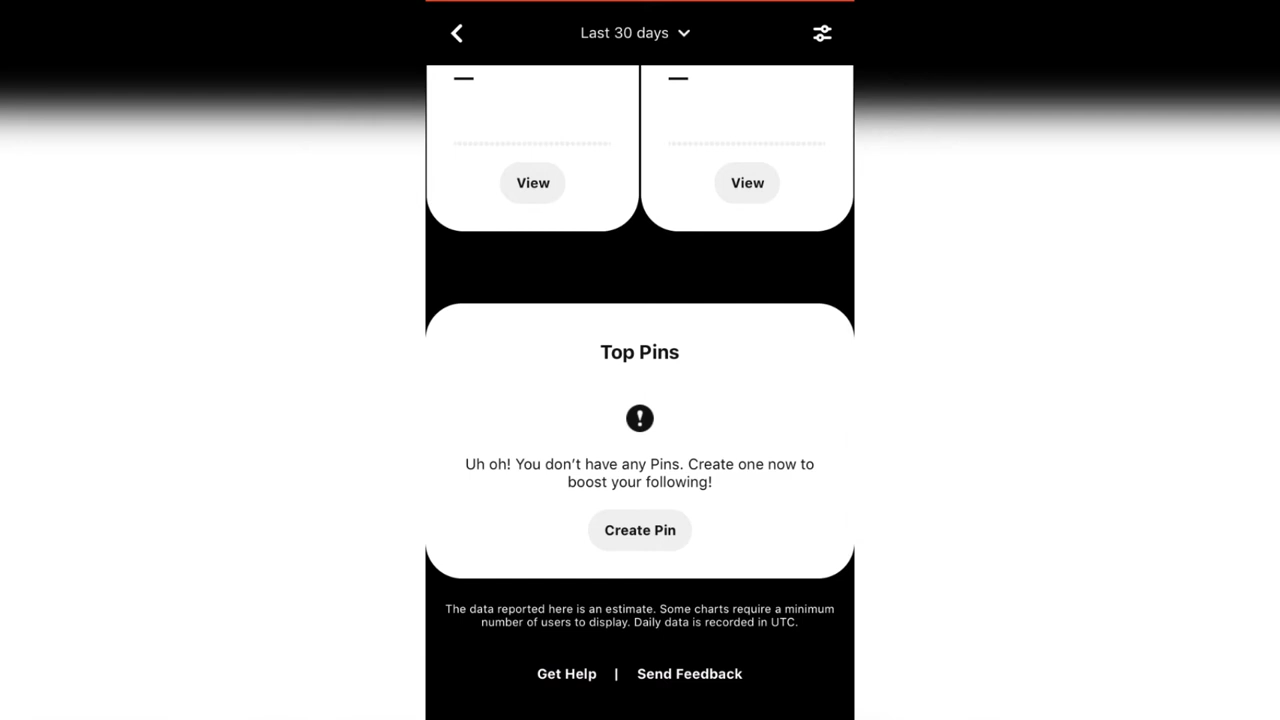 Last 30 days
—
—
View
View
Top Pins
Uh oh! You don’t have any Pins. Create one now to
boost your following!
Create Pin
The data reported here is an estimate. Some charts require a minimum
number of users to display. Daily data is recorded in UTC.
Get Help | Send Feedback